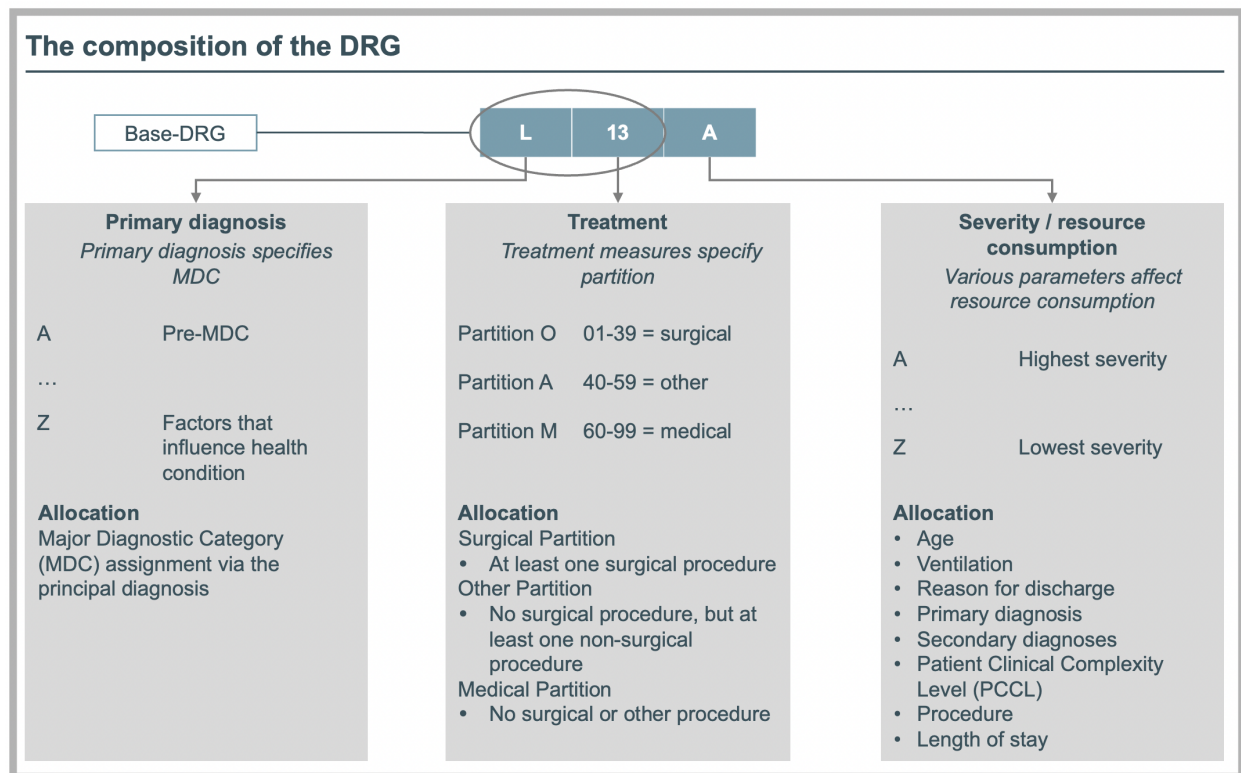 The composition of the DRG
Base-DRG
L 13 A
Primary diagnosis
Primary diagnosis specifies
MDC
A Pre-MDC
…
Z Factors that
influence health
condition
Allocation
Major Diagnostic Category
(MDC) assignment via the
principal diagnosis
Treatment
Treatment measures specify
partition
Partition O 01-39 = surgical
Partition A 40-59 = other
Partition M 60-99 = medical
Allocation
Surgical Partition
• At least one surgical procedure
Other Partition
• No surgical procedure, but at
least one non-surgical
procedure
Medical Partition
• No surgical or other procedure
Severity / resource
consumption
Various parameters affect
resource consumption
A Highest severity
…
Z Lowest severity
Allocation
• Age
• Ventilation
• Reason for discharge
• Primary diagnosis
• Secondary diagnoses
• Patient Clinical Complexity
Level (PCCL)
• Procedure
• Length of stay